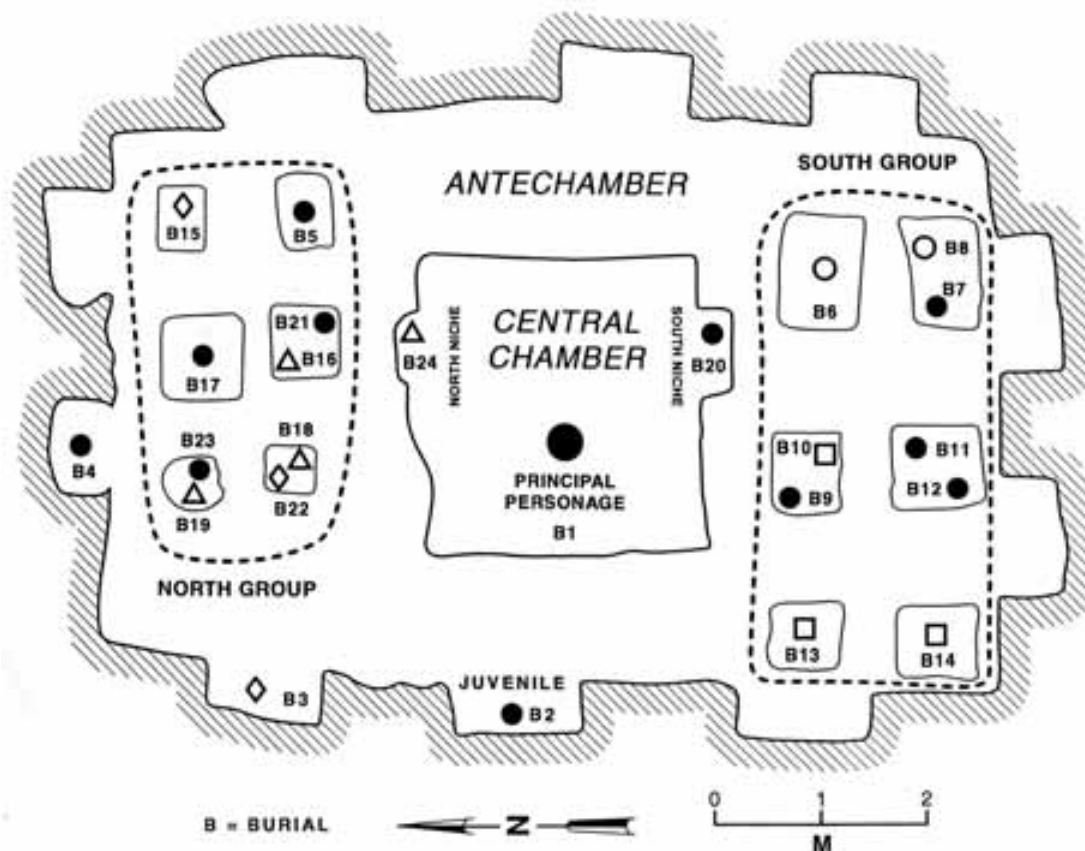 SOUTH GROUP
ANTECHAMBER
B15
B5
B8
B7
B6
B21
B16
B17
B24
NORTH NICHE
CENTRAL
CHAMBER
SOUTH NICHE
B20
B4
B23
B18
B19
B22
PRINCIPAL
PERSONAGE
B1
B10
B9
B11
B12
NORTH GROUP
B13
B14
B3
JUVENILE
B2
B = BURIAL
N
0 1 2
M